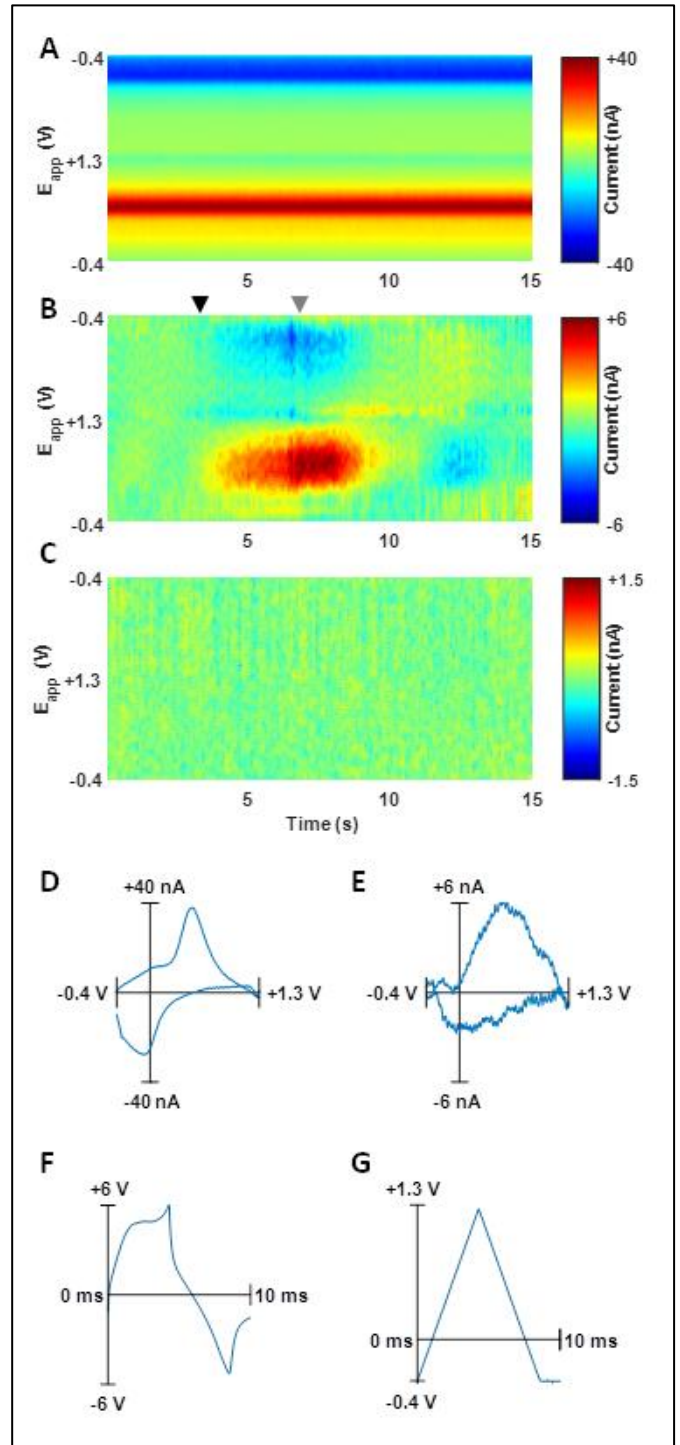 A
-0.4
+1.3
-0.4
E_app (V)
5
10
15
+40
-40
Current (nA)
B
-0.4
+1.3
-0.4
E_app (V)
5
10
15
+6
-6
Current (nA)
C
-0.4
+1.3
-0.4
E_app (V)
5
10
15
Time (s)
+1.5
-1.5
Current (nA)
D
+40 nA
-0.4 V
+1.3 V
-40 nA
E
+6 nA
-0.4 V
+1.3 V
-6 nA
F
+6 V
0 ms
10 ms
-6 V
G
+1.3 V
0 ms
10 ms
-0.4 V